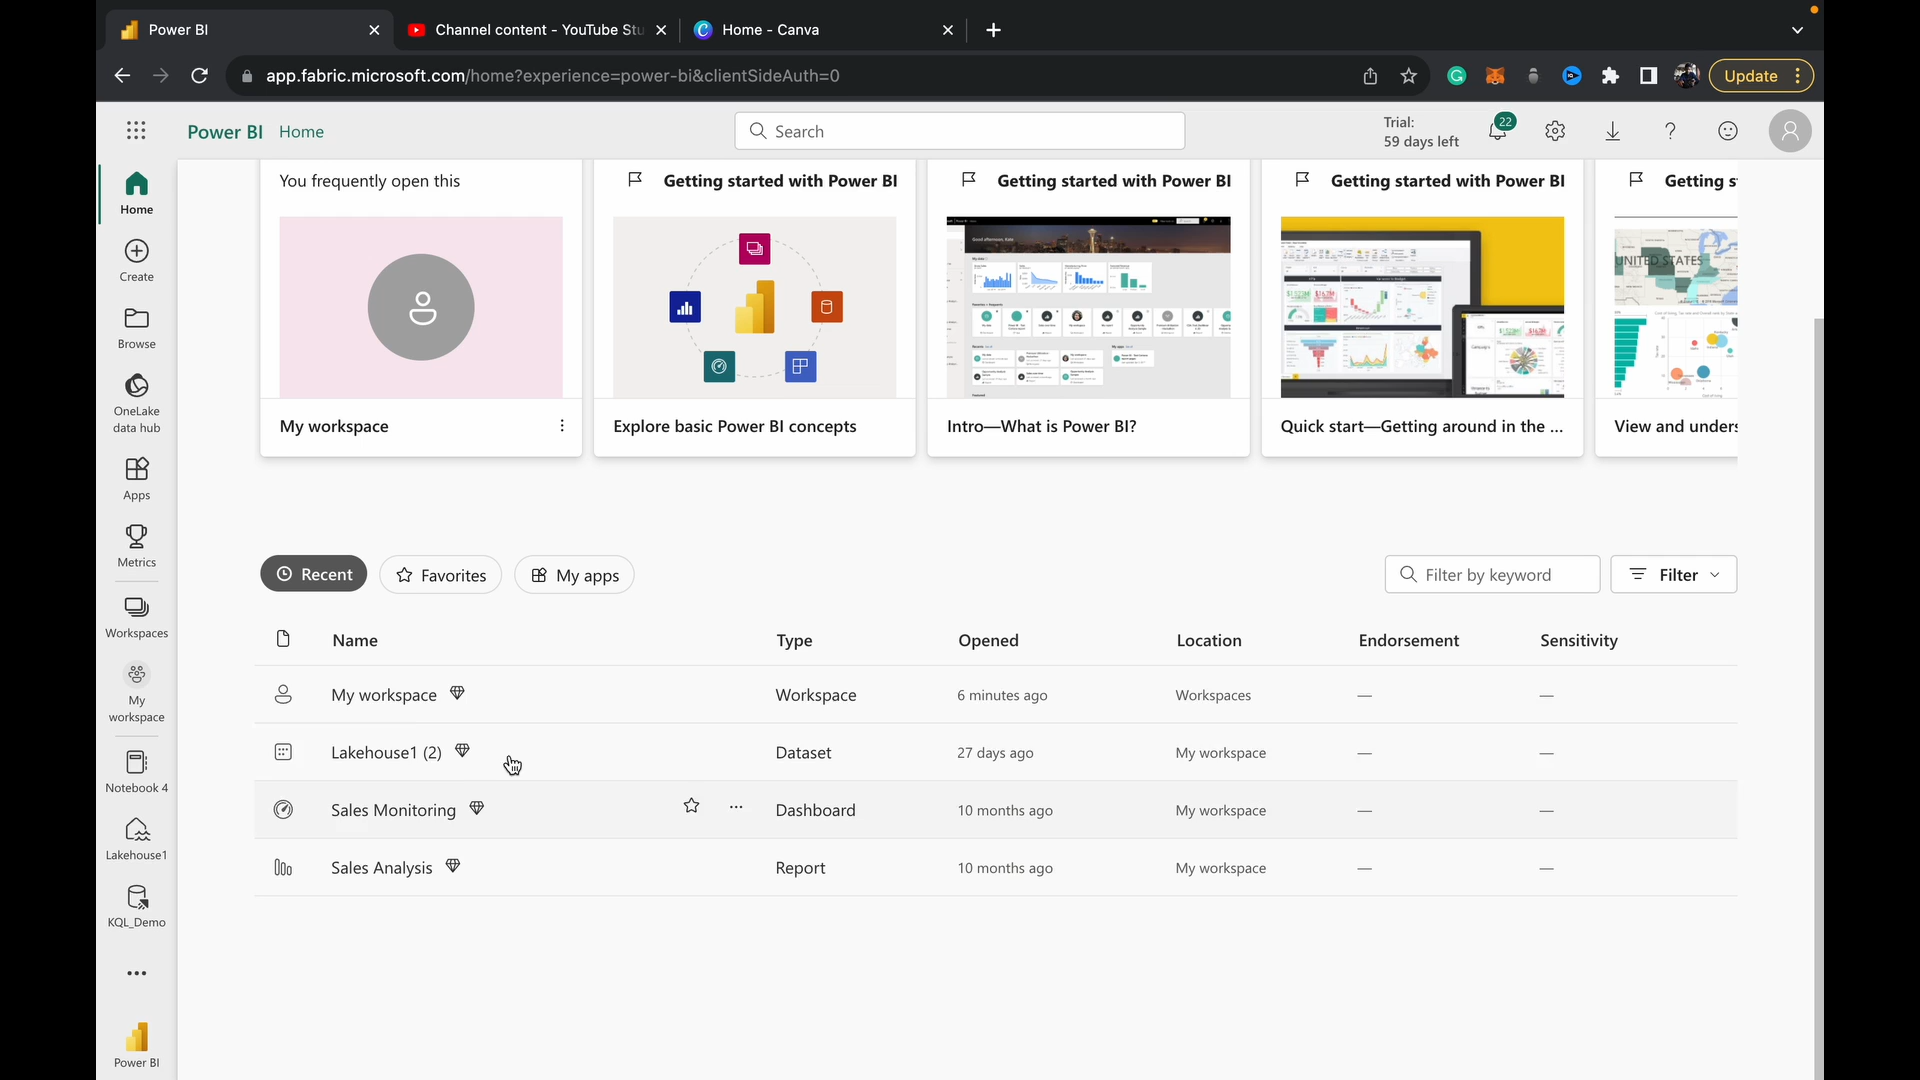 Power BI
Channel content - YouTube Stu
Home - Canva
app.fabric.microsoft.com/home?experience=power-bi&clientSideAuth=0
Update
Power BI Home
Search
Trial:
59 days left
22
Home
Create
Browse
OneLake
data hub
Apps
Metrics
Workspaces
My
workspace
Notebook 4
Lakehouse1
KQL_Demo
Power BI
You frequently open this
My workspace
Getting started with Power BI
Explore basic Power BI concepts
Getting started with Power BI
Intro—What is Power BI?
Getting started with Power BI
Quick start—Getting around in the ...
Getting s
UNITED STATES
View and unders
Recent
Favorites
My apps
Filter by keyword
Filter
Name Type Opened Location Endorsement Sensitivity
My workspace Workspace 6 minutes ago Workspaces — —
Lakehouse1 (2) Dataset 27 days ago My workspace — —
Sales Monitoring Dashboard 10 months ago My workspace — —
Sales Analysis Report 10 months ago My workspace — —